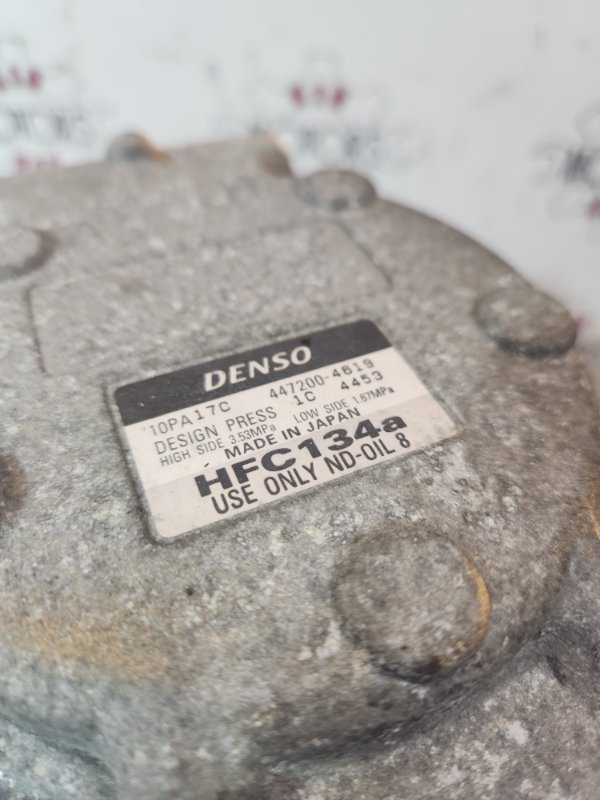 DENSO
10PA17C 447200-4619
DESIGN PRESS 1C 4453
HIGH SIDE 3.53MPa LOW SIDE 1.67MPa
MADE IN JAPAN
HFC134a
USE ONLY ND-OIL 8